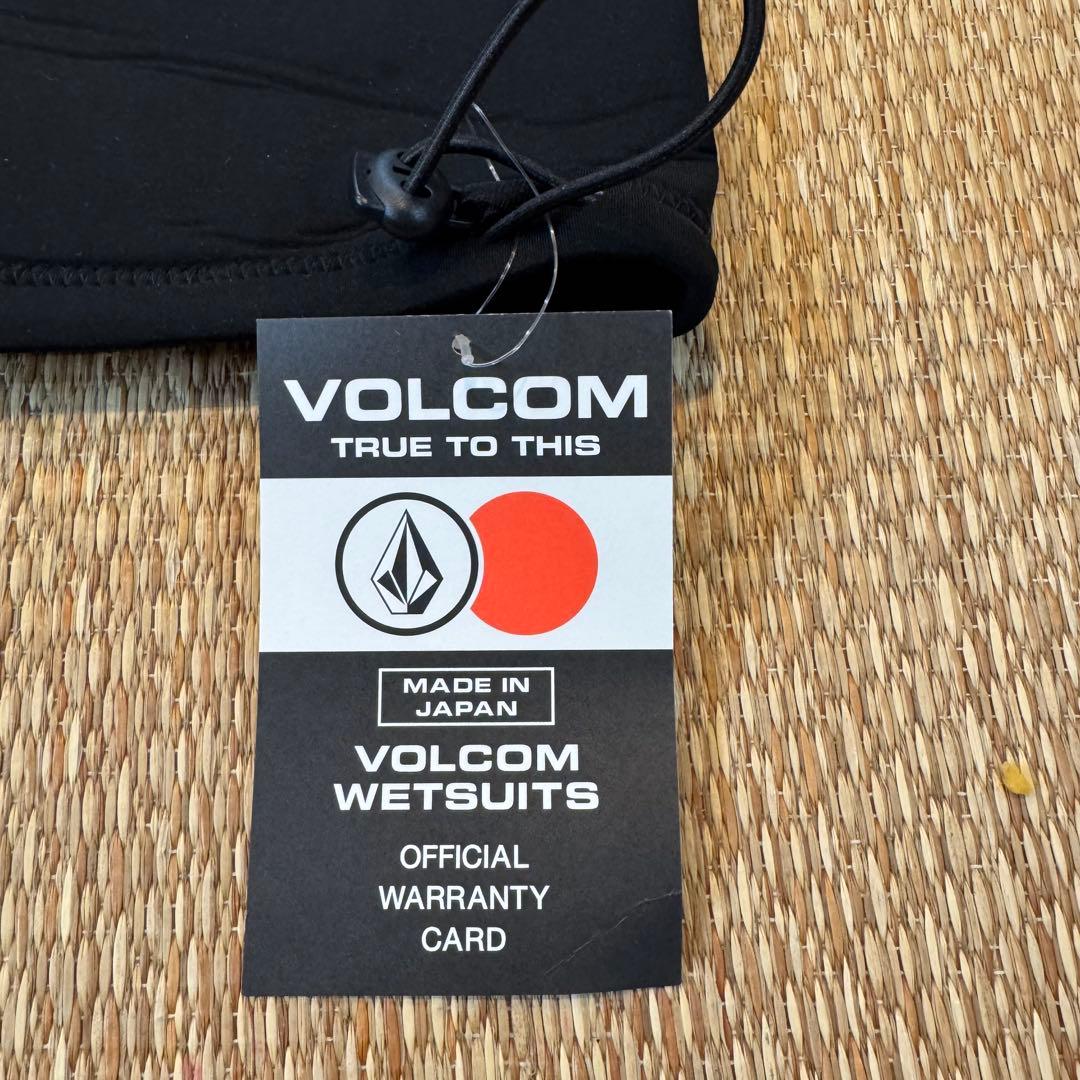 VOLCOM
TRUE TO THIS
MADE IN
JAPAN
VOLCOM
WETSUITS
OFFICIAL
WARRANTY
CARD